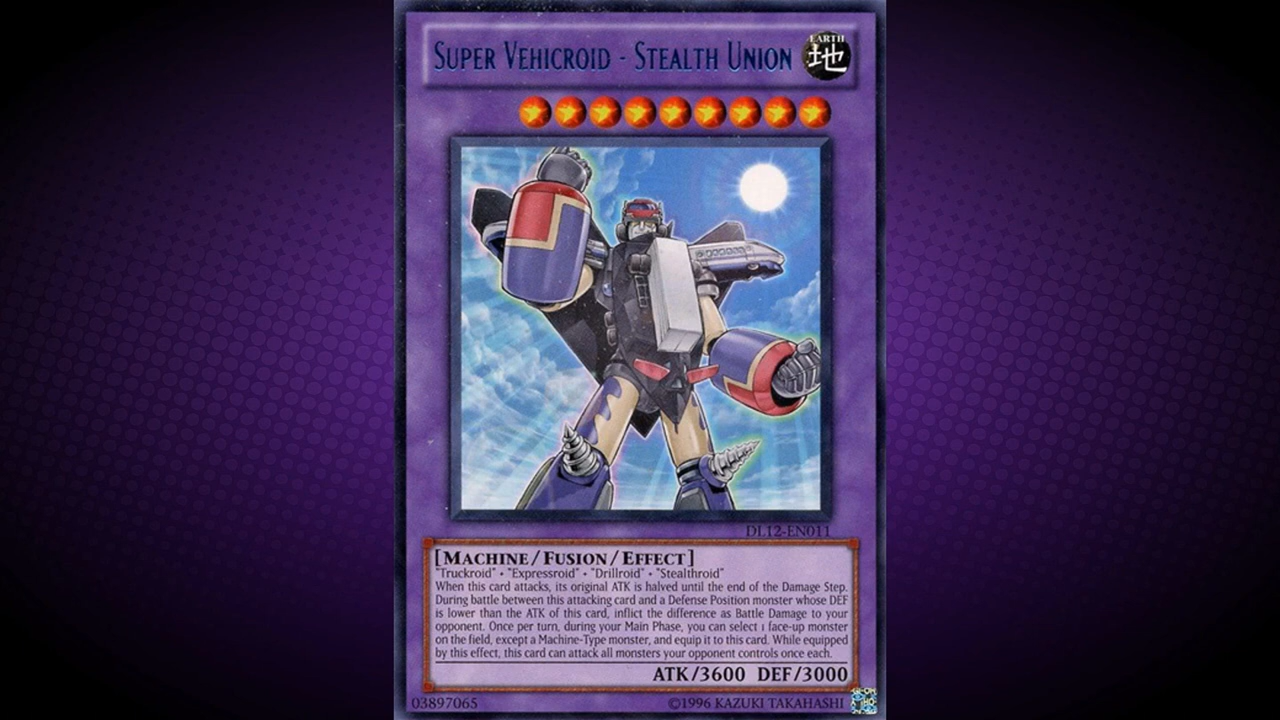 SUPER VEHICROID - STEALTH UNION
EARTH
地
DL12-EN011
[MACHINE/FUSION/EFFECT]
"Truckroid" • "Expressroid" • "Drillroid" • "Stealthroid"
When this card attacks, its original ATK is halved until the end of the Damage Step.
During battle between this attacking card and a Defense Position monster whose DEF
is lower than the ATK of this card, inflict the difference as Battle Damage to your
opponent. Once per turn, during your Main Phase, you can select 1 face-up monster
on the field, except a Machine-Type monster, and equip it to this card. While equipped
by this effect, this card can attack all monsters your opponent controls once each.
ATK/3600 DEF/3000
03897065
©1996 KAZUKI TAKAHASHI